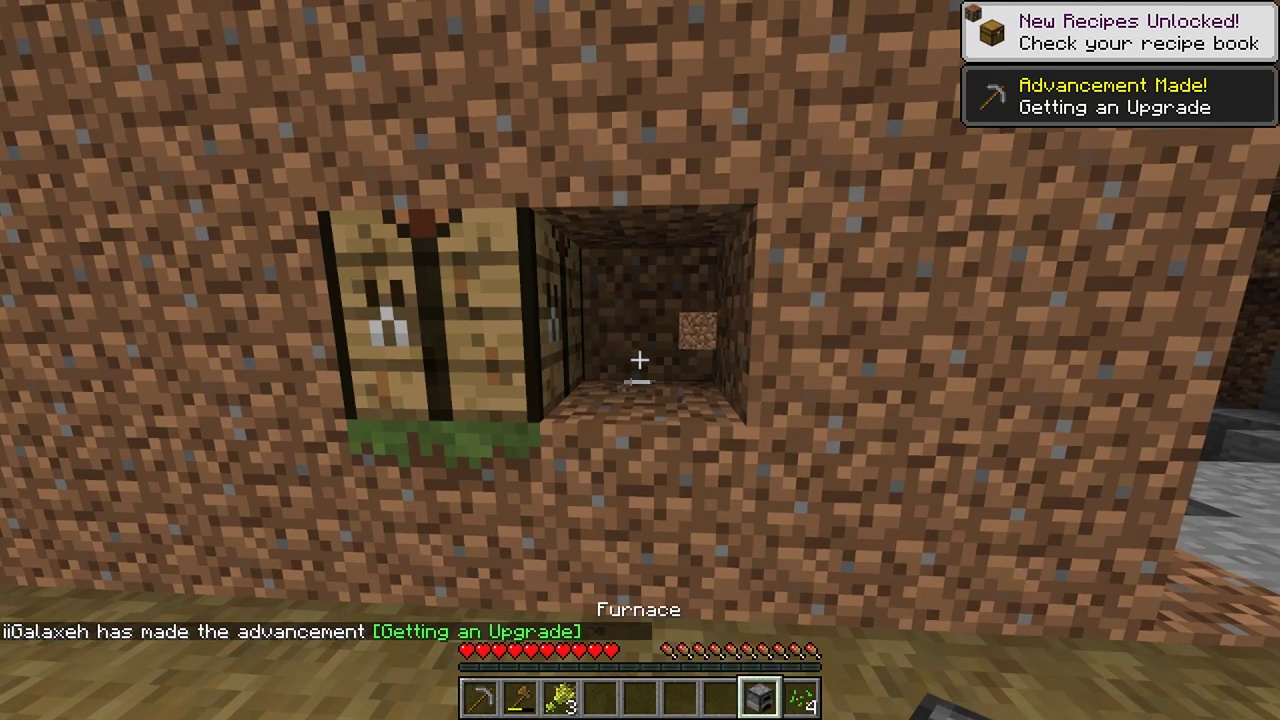 New Recipes Unlocked!
Check your recipe book
Advancement Made!
Getting an Upgrade
Furnace
iiGalaxeh has made the advancement [Getting an Upgrade]
3
4